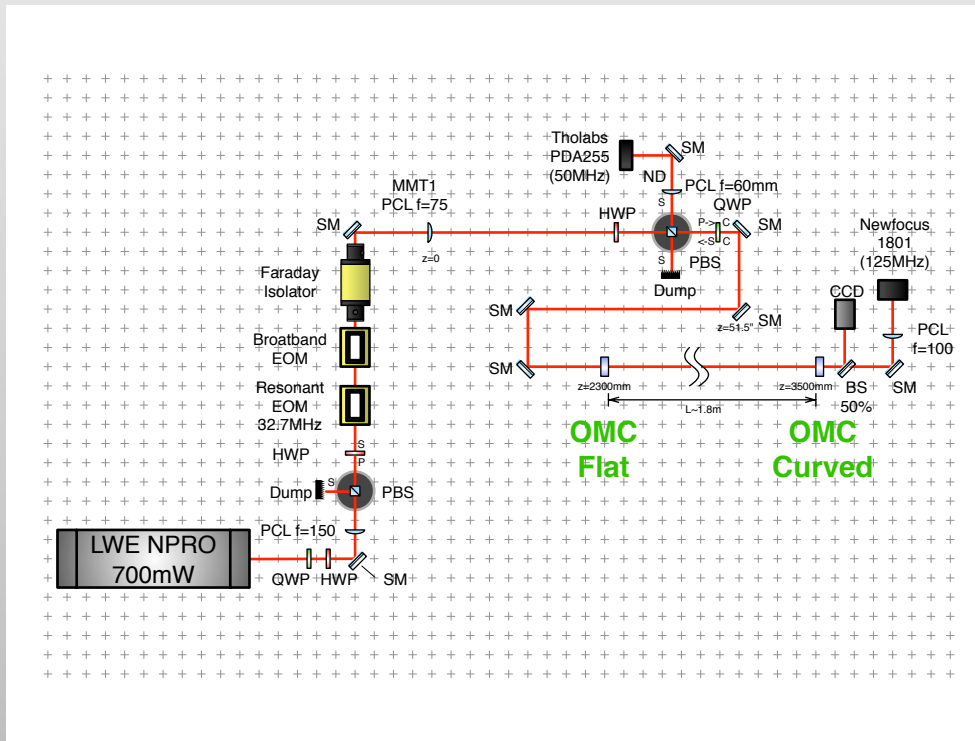 Tholabs
PDA255
(50MHz)
SM
ND
PCL f=60mm
QWP
S
MMT1
PCL f=75
SM
z=0
HWP
P-> C
<-S C
SM
S
PBS
Dump
Newfocus
1801
(125MHz)
Faraday
Isolator
CCD
SM
z=51.5"
SM
Broatband
EOM
PCL
f=100
SM
z=2300mm
z=3500mm
BS
50%
SM
L~1.8m
Resonant
EOM
32.7MHz
OMC
Flat
OMC
Curved
HWP
S
P
Dump
S
PBS
PCL f=150
LWE NPRO
700mW
QWP
HWP
SM